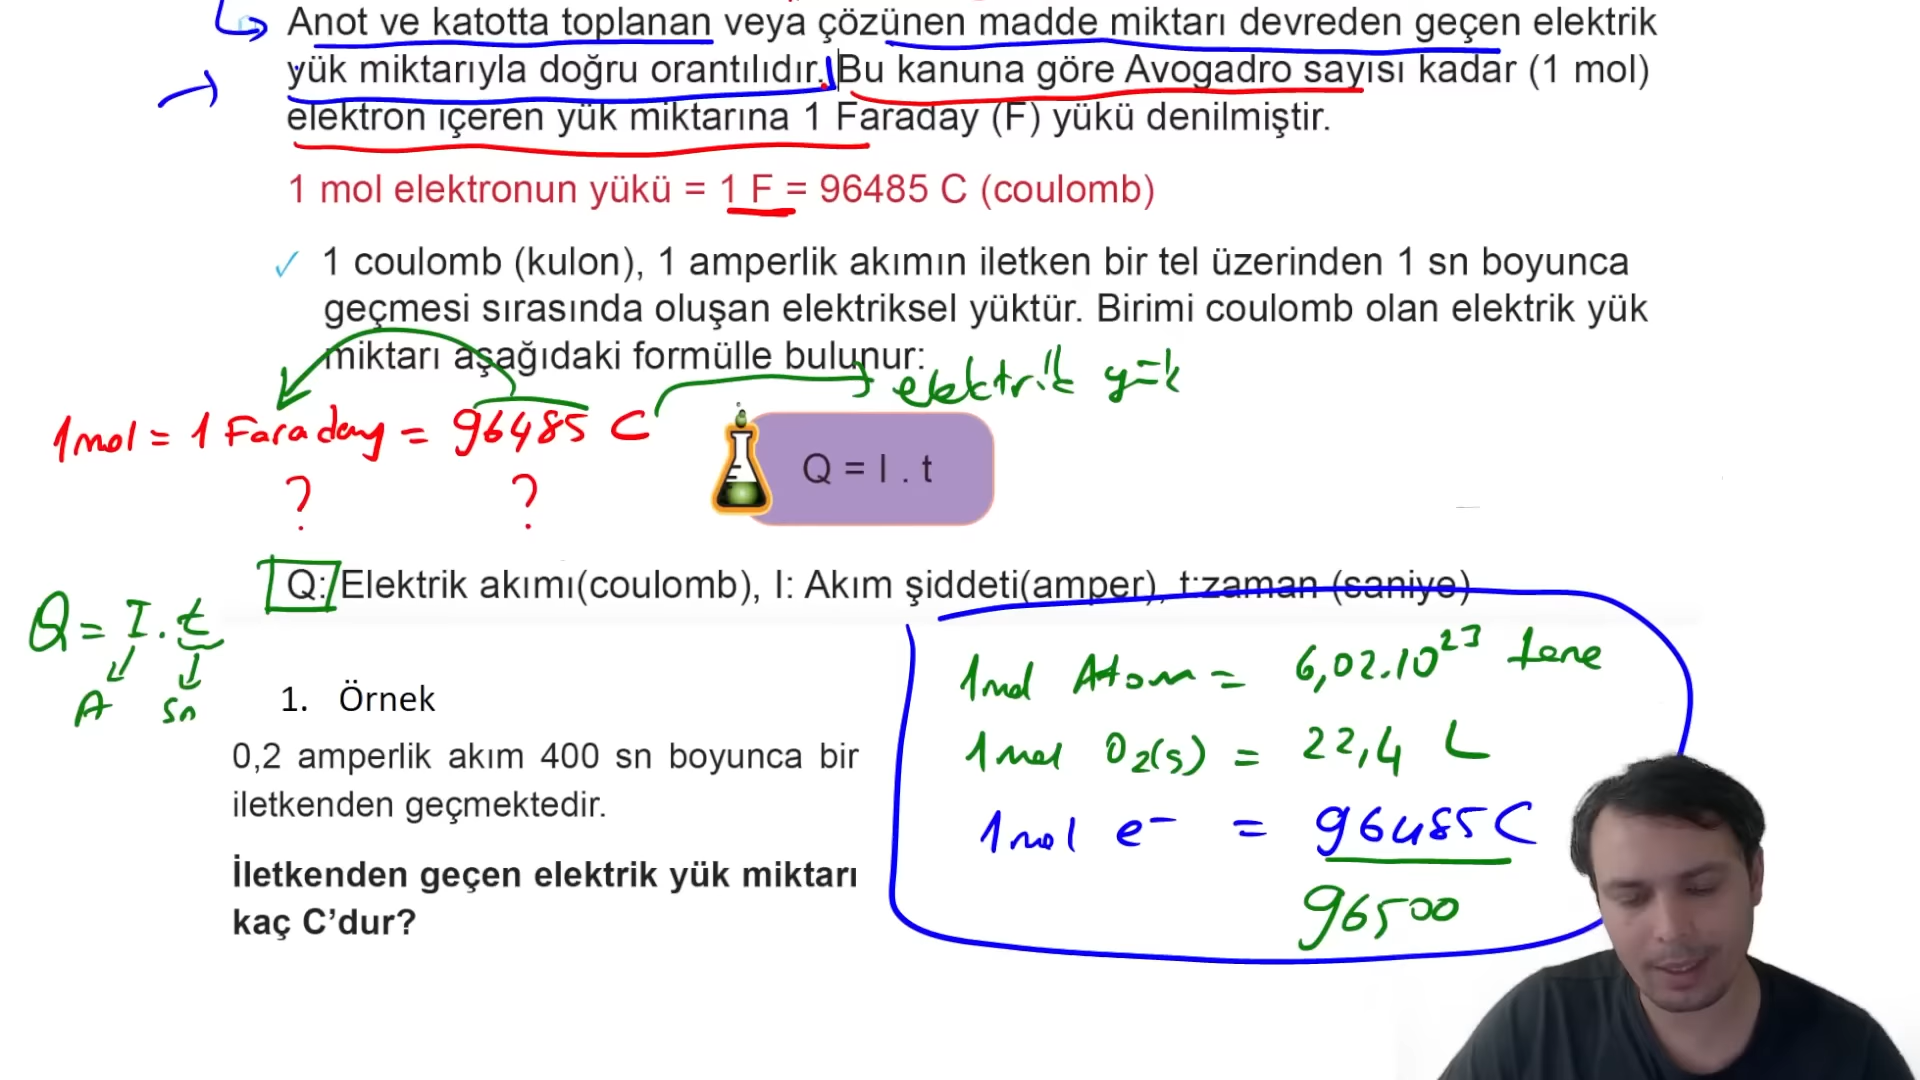 Anot ve katotta toplanan veya çözünen madde miktarı devreden geçen elektrik
yük miktarıyla doğru orantılıdır. Bu kanuna göre Avogadro sayısı kadar (1 mol)
elektron içeren yük miktarına 1 Faraday (F) yükü denilmiştir.
1 mol elektronun yükü = 1 F = 96485 C (coulomb)
✓ 1 coulomb (kulon), 1 amperlik akımın iletken bir tel üzerinden 1 sn boyunca
geçmesi sırasında oluşan elektriksel yüktür. Birimi coulomb olan elektrik yük
miktarı aşağıdaki formülle bulunur:
elektrik yük
1 mol = 1 Faraday = 96485 C
? ?
Q = I . t
Q: Elektrik akımı(coulomb), I: Akım şiddeti(amper), t:zaman (saniye)
Q = I . t
A sn
1. Örnek
0,2 amperlik akım 400 sn boyunca bir
iletkenden geçmektedir.
İletkenden geçen elektrik yük miktarı
kaç C’dur?
1 mol Atom = 6,02.10²³ tane
1 mol O₂(s) = 22,4 L
1 mol e⁻ = 96485 C
96500